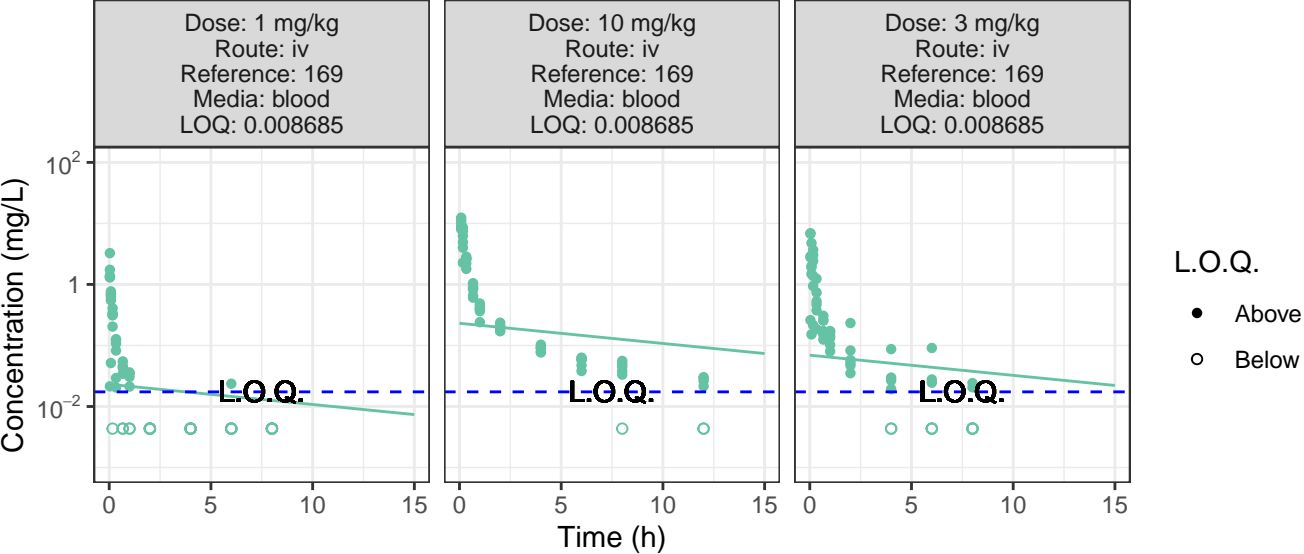 Dose: 1 mg/kg
Route: iv
Reference: 169
Media: blood
LOQ: 0.008685
Dose: 10 mg/kg
Route: iv
Reference: 169
Media: blood
LOQ: 0.008685
Dose: 3 mg/kg
Route: iv
Reference: 169
Media: blood
LOQ: 0.008685
Concentration (mg/L)
10²
1
10⁻²
L.O.Q.
L.O.Q.
L.O.Q.
0 5 10 15
0 5 10 15
0 5 10 15
Time (h)
L.O.Q.
Above
Below